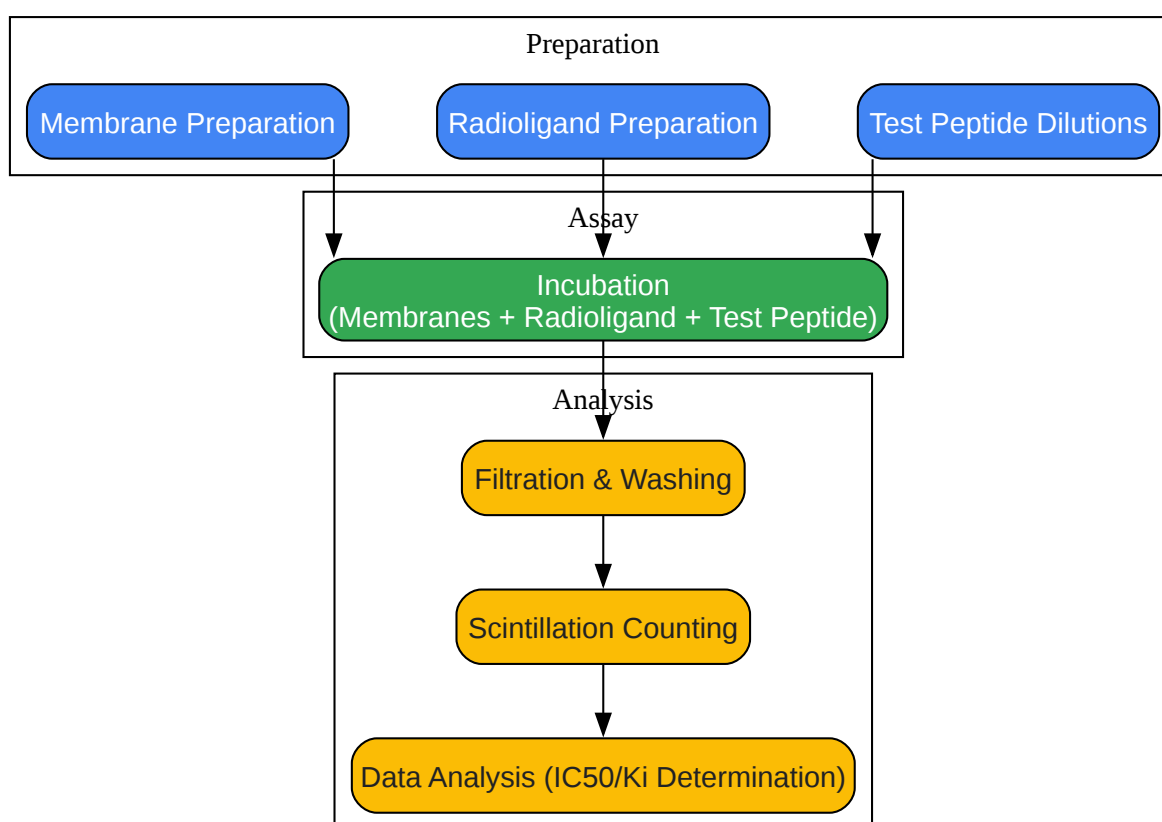 Preparation
Membrane Preparation
Radioligand Preparation
Test Peptide Dilutions
Assay
Incubation
(Membranes + Radioligand + Test Peptide)
Analysis
Filtration & Washing
Scintillation Counting
Data Analysis (IC50/Ki Determination)